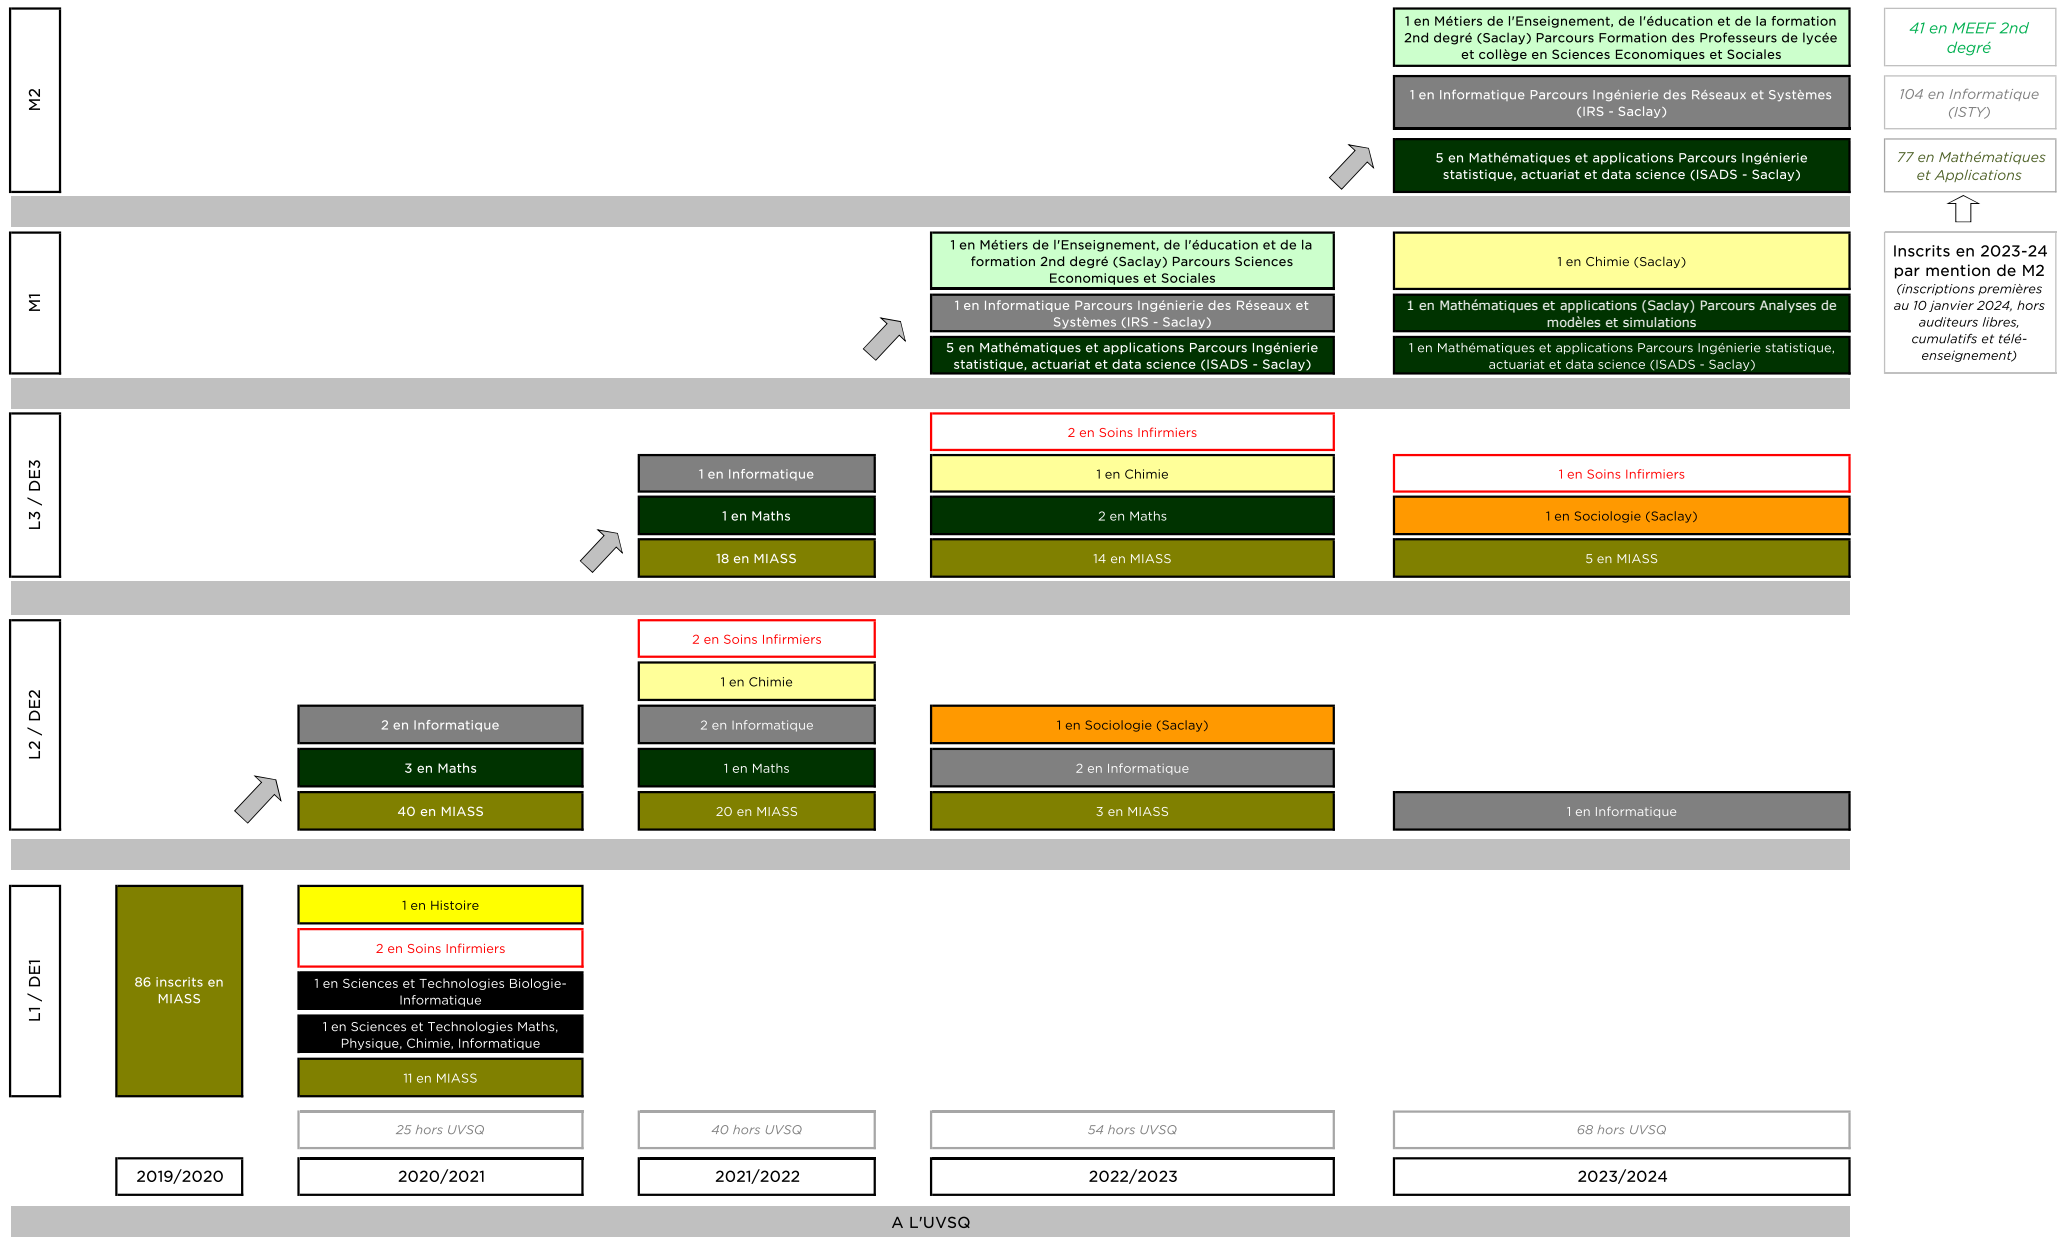 M2
1 en Métiers de l'Enseignement, de l'éducation et de la formation
2nd degré (Saclay) Parcours Formation des Professeurs de lycée
et collège en Sciences Economiques et Sociales
41 en MEEF 2nd
degré
1 en Informatique Parcours Ingénierie des Réseaux et Systèmes
(IRS - Saclay)
104 en Informatique
(ISTY)
5 en Mathématiques et applications Parcours Ingénierie
statistique, actuariat et data science (ISADS - Saclay)
77 en Mathématiques
et Applications
M1
1 en Métiers de l'Enseignement, de l'éducation et de la
formation 2nd degré (Saclay) Parcours Sciences
Economiques et Sociales
1 en Informatique Parcours Ingénierie des Réseaux et
Systèmes (IRS - Saclay)
5 en Mathématiques et applications Parcours Ingénierie
statistique, actuariat et data science (ISADS - Saclay)
1 en Chimie (Saclay)
1 en Mathématiques et applications (Saclay) Parcours Analyses de
modèles et simulations
1 en Mathématiques et applications Parcours Ingénierie statistique,
actuariat et data science (ISADS - Saclay)
Inscrits en 2023-24
par mention de M2
(inscriptions premières
au 10 janvier 2024, hors
auditeurs libres,
cumulatifs et télé-
enseignement)
L3 / DE3
1 en Informatique
1 en Maths
18 en MIASS
2 en Soins Infirmiers
1 en Chimie
2 en Maths
14 en MIASS
1 en Soins Infirmiers
1 en Sociologie (Saclay)
5 en MIASS
L2 / DE2
2 en Informatique
3 en Maths
40 en MIASS
2 en Soins Infirmiers
1 en Chimie
2 en Informatique
1 en Maths
20 en MIASS
1 en Sociologie (Saclay)
2 en Informatique
3 en MIASS
1 en Informatique
L1 / DE1
86 inscrits en
MIASS
1 en Histoire
2 en Soins Infirmiers
1 en Sciences et Technologies Biologie-
Informatique
1 en Sciences et Technologies Maths,
Physique, Chimie, Informatique
11 en MIASS
25 hors UVSQ
40 hors UVSQ
54 hors UVSQ
68 hors UVSQ
2019/2020
2020/2021
2021/2022
2022/2023
2023/2024
A L'UVSQ